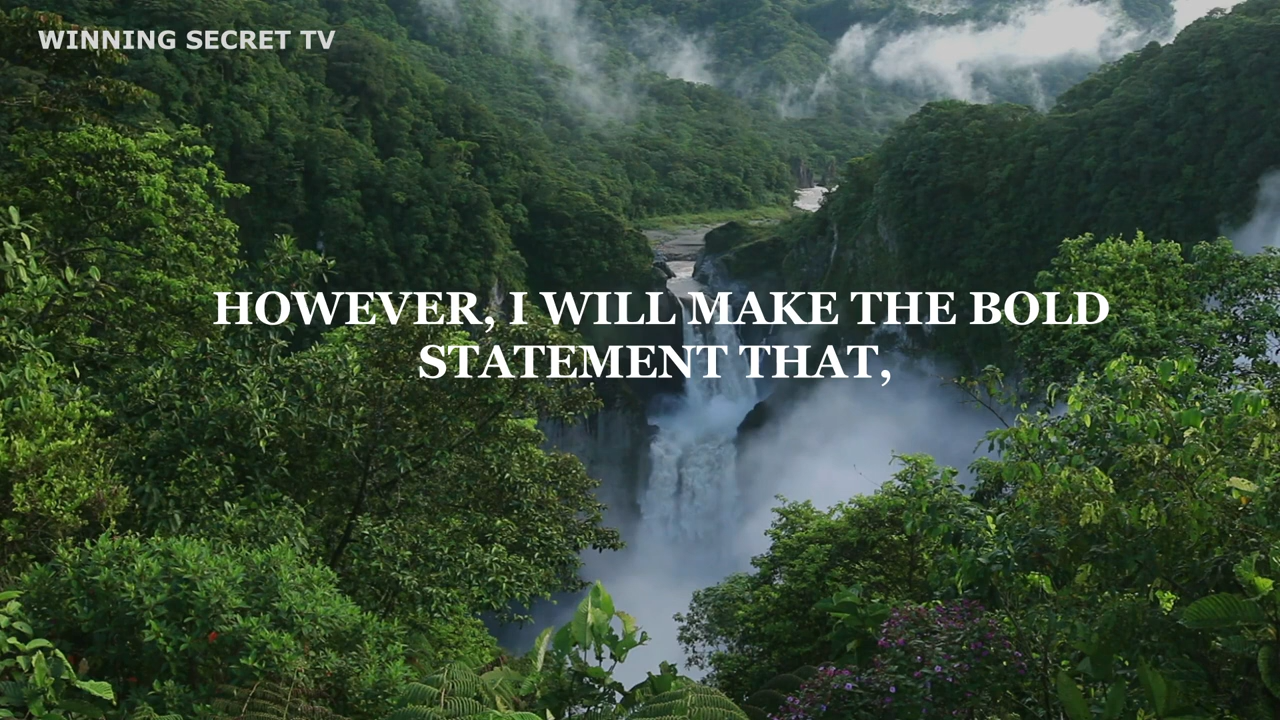 WINNING SECRET TV
HOWEVER, I WILL MAKE THE BOLD
STATEMENT THAT,